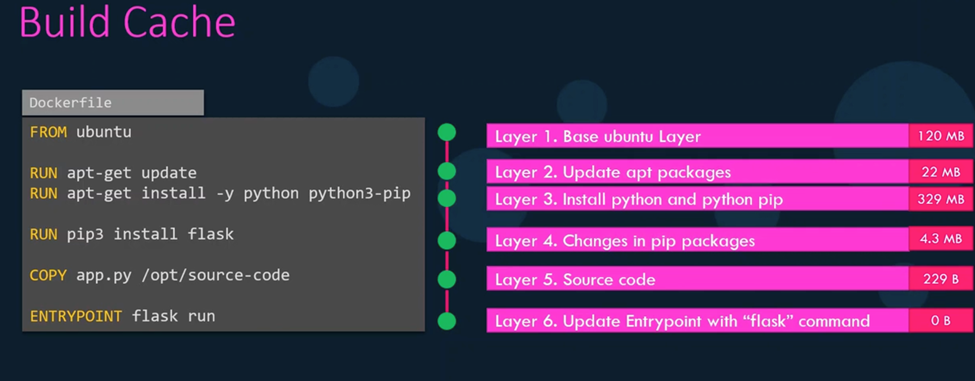 Build Cache
Dockerfile
FROM ubuntu
RUN apt-get update
RUN apt-get install -y python python3-pip
RUN pip3 install flask
COPY app.py /opt/source-code
ENTRYPOINT flask run
Layer 1. Base ubuntu Layer 120 MB
Layer 2. Update apt packages 22 MB
Layer 3. Install python and python pip 329 MB
Layer 4. Changes in pip packages 4.3 MB
Layer 5. Source code 229 B
Layer 6. Update Entrypoint with “flask” command 0 B